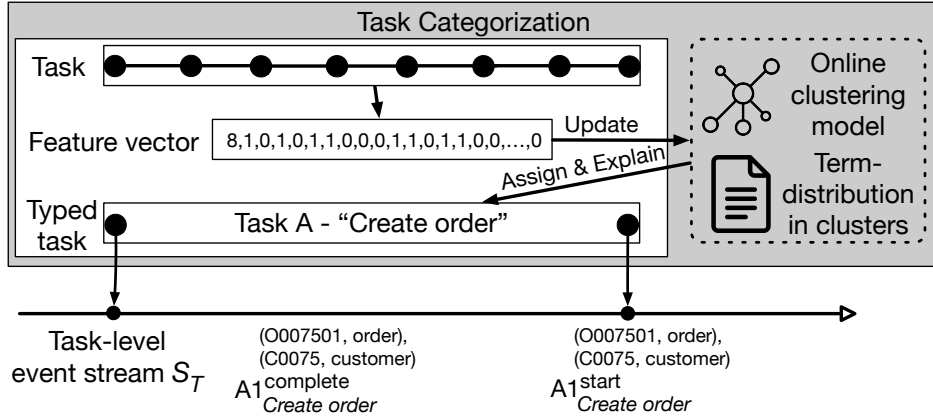 Task Categorization
Task
Feature vector
8,1,0,1,0,1,1,0,0,0,1,1,0,1,1,0,0,...,0
Update
Assign & Explain
Online
clustering
model
Term-
distribution
in clusters
Typed
task
Task A - “Create order”
Task-level
event stream S_T
(O007501, order),
(C0075, customer)
A1 complete
Create order
(O007501, order),
(C0075, customer)
A1 start
Create order